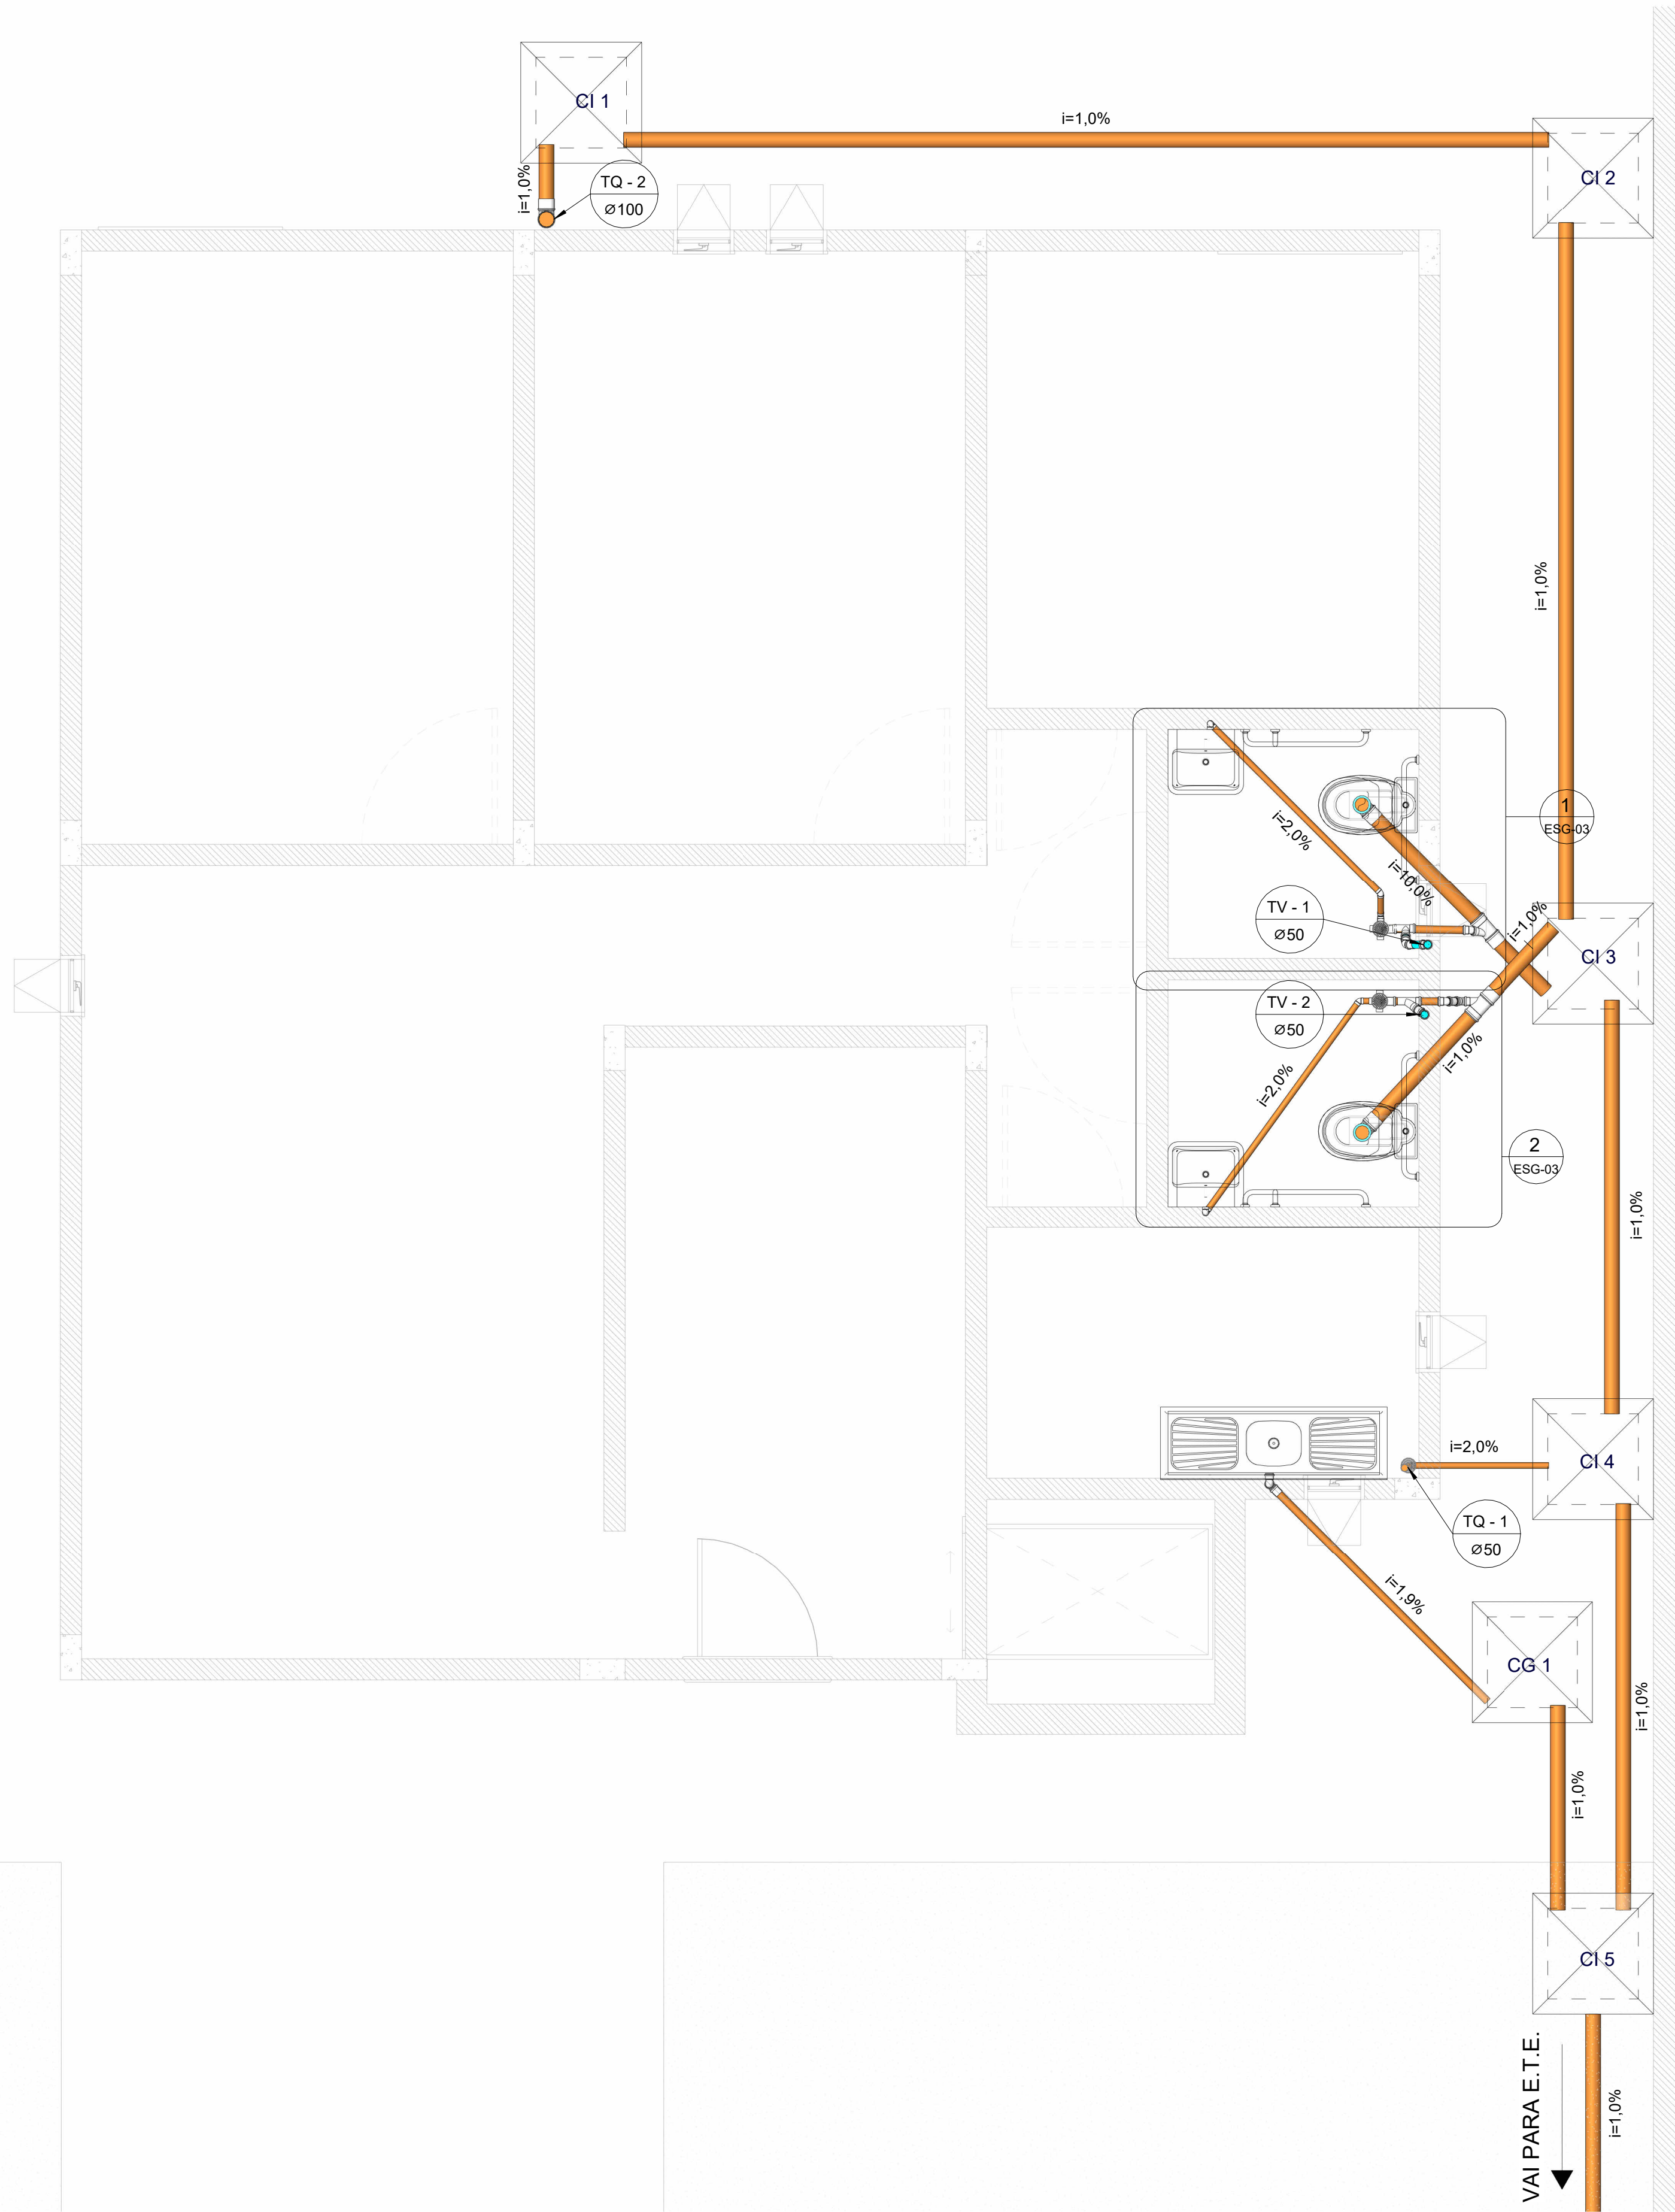 CI 1
i=1,0%
CI 2
i=1,0%
TQ - 2
Ø100
i=1,0%
1
ESG-03
i=2,0%
i=10,0%
TV - 1
Ø50
i=1,0%
CI 3
TV - 2
Ø50
i=1,0%
i=2,0%
2
ESG-03
i=1,0%
i=2,0%
CI 4
TQ - 1
Ø50
i=1,9%
CG 1
i=1,0%
i=1,0%
CI 5
VAI PARA E.T.E.
i=1,0%